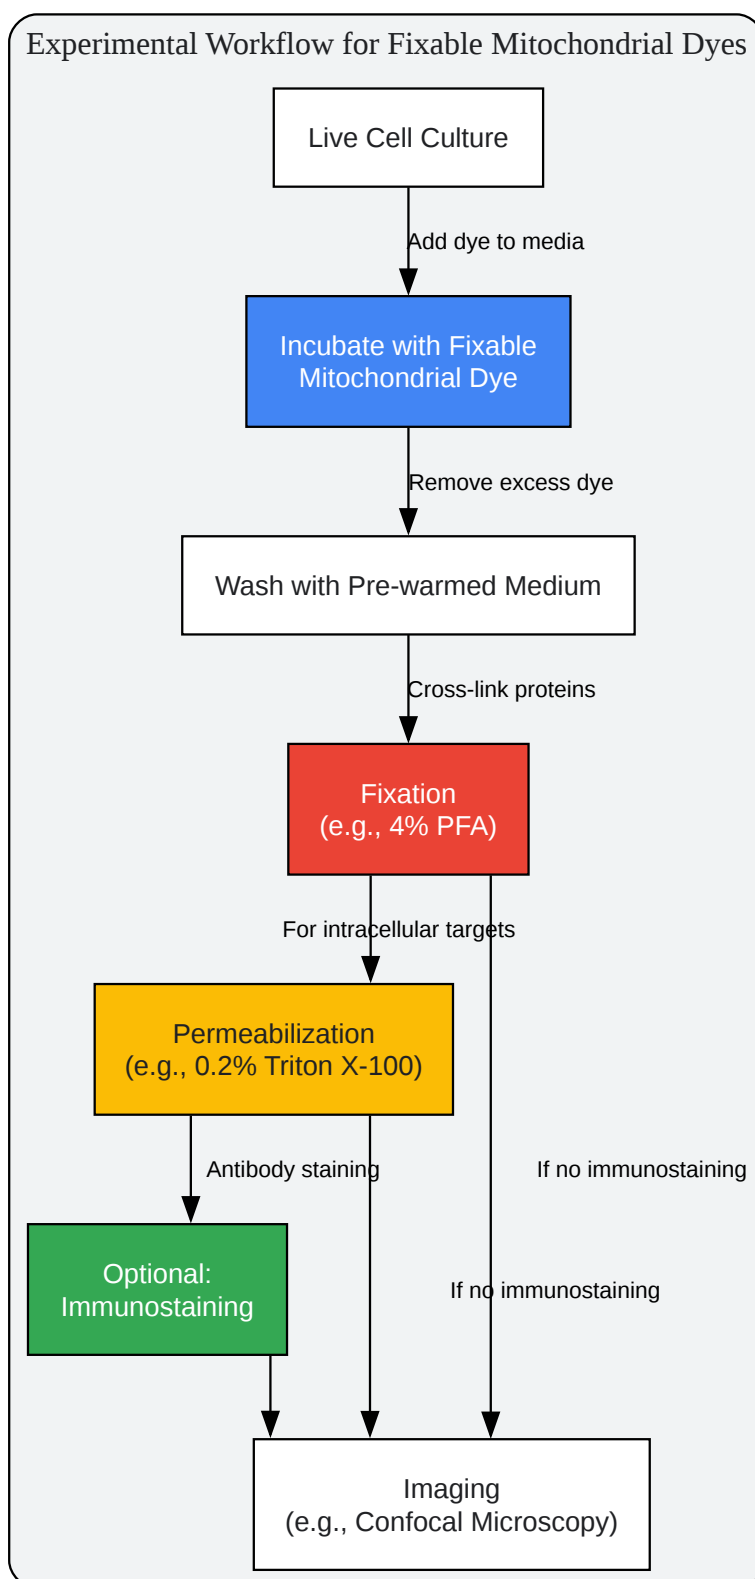 Experimental Workflow for Fixable Mitochondrial Dyes
Live Cell Culture
Add dye to media
Incubate with Fixable
Mitochondrial Dye
Remove excess dye
Wash with Pre-warmed Medium
Cross-link proteins
Fixation
(e.g., 4% PFA)
For intracellular targets
Permeabilization
(e.g., 0.2% Triton X-100)
Antibody staining
If no immunostaining
Optional:
Immunostaining
If no immunostaining
Imaging
(e.g., Confocal Microscopy)